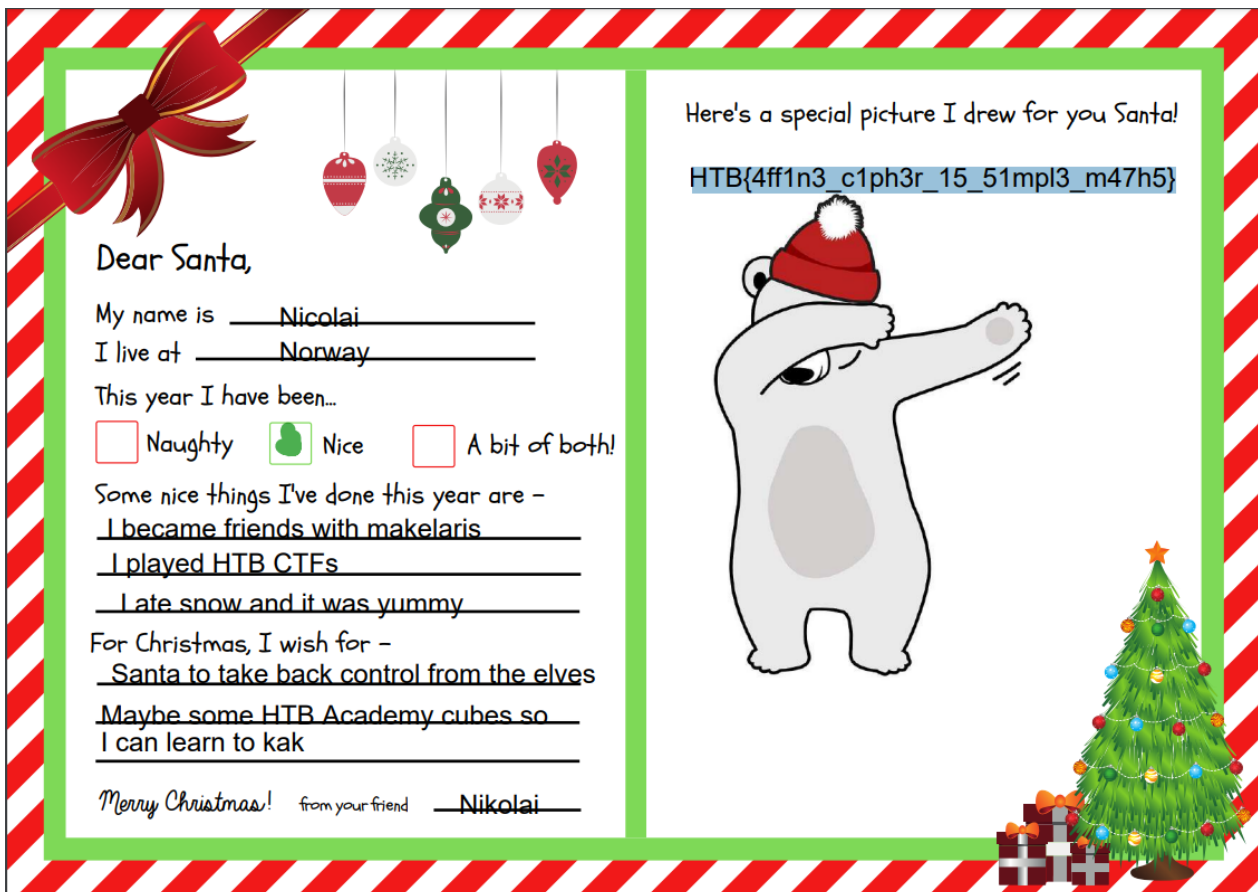 Dear Santa,
My name is Nicolai
I live at Norway
This year I have been...
Naughty Nice A bit of both!
Some nice things I've done this year are -
I became friends with makelaris
I played HTB CTFs
I ate snow and it was yummy
For Christmas, I wish for -
Santa to take back control from the elves
Maybe some HTB Academy cubes so
I can learn to kak
Merry Christmas! from your friend Nikolai
Here's a special picture I drew for you Santa!
HTB{4ff1n3_c1ph3r_15_51mpl3_m47h5}